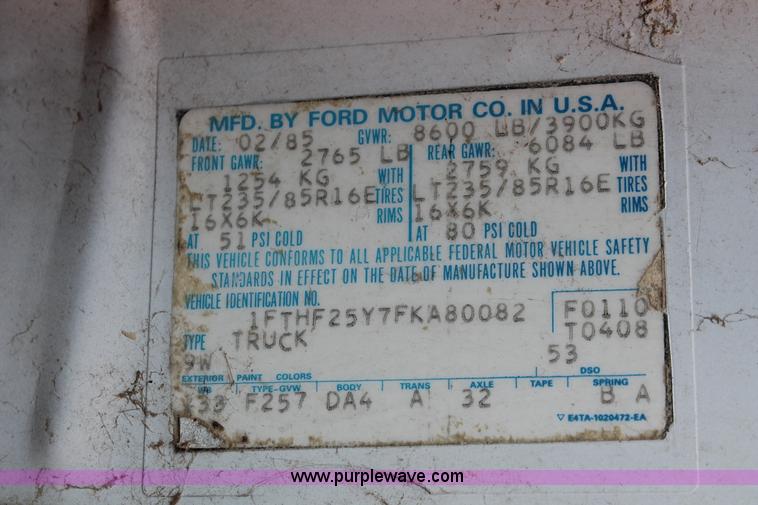 MFD. BY FORD MOTOR CO. IN U.S.A.
DATE: 02/85 GVWR: 8600 LB/3900KG
FRONT GAWR: 2765 LB REAR GAWR: 6084 LB
1254 KG WITH 2759 KG WITH
LT235/85R16E TIRES LT235/85R16E TIRES
16X6K RIMS 16X6K RIMS
AT 51 PSI COLD AT 80 PSI COLD
THIS VEHICLE CONFORMS TO ALL APPLICABLE FEDERAL MOTOR VEHICLE SAFETY
STANDARDS IN EFFECT ON THE DATE OF MANUFACTURE SHOWN ABOVE.
VEHICLE IDENTIFICATION NO.
1FTHF25Y7FKA80082 F0110
TYPE TRUCK T0408
9W 53
EXTERIOR PAINT COLORS DSO
WB TYPE-GVW BODY TRANS AXLE TAPE SPRING
133 F257 DA4 A 32 B A
▽ E4TA-1020472-EA
www.purplewave.com